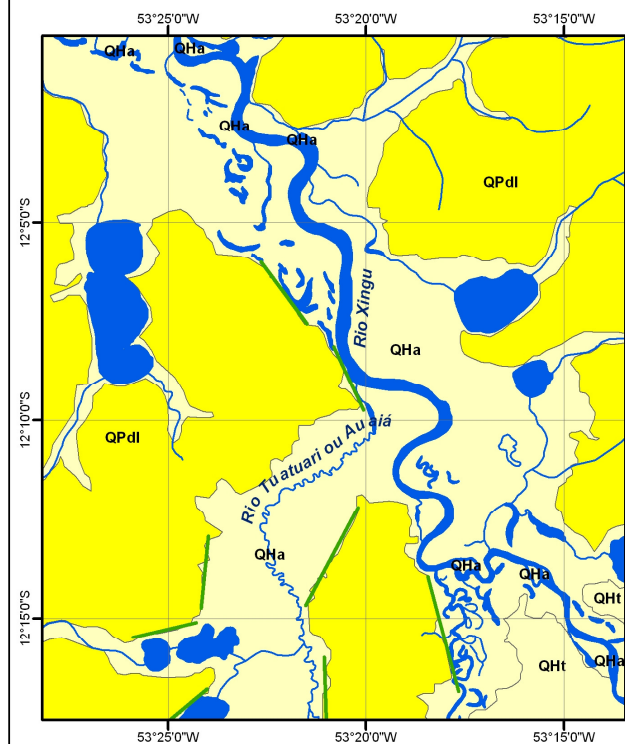 53°25'0"W 53°20'0"W 53°15'0"W
QHa QHa
QHa QHa
QPdl
12°5'0"S
Rio Xingu
QHa
12°10'0"S
QPdl
Rio Tuatuari ou Auaiá
QHa
QHa QHa
QHt
12°15'0"S
QHt QHa
53°25'0"W 53°20'0"W 53°15'0"W